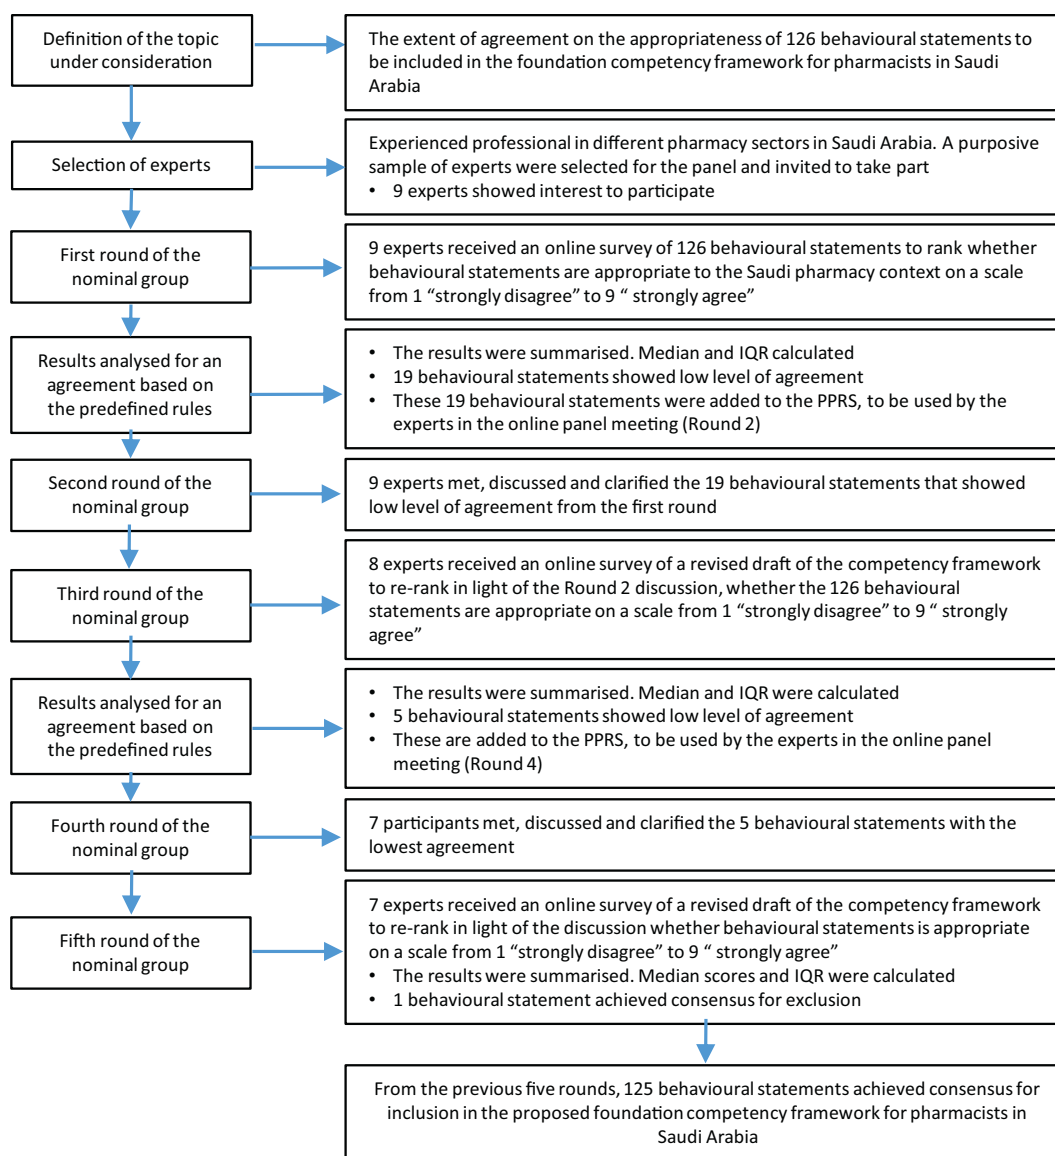 Definition of the topic
under consideration
The extent of agreement on the appropriateness of 126 behavioural statements to
be included in the foundation competency framework for pharmacists in Saudi
Arabia
Selection of experts
Experienced professional in different pharmacy sectors in Saudi Arabia. A purposive
sample of experts were selected for the panel and invited to take part
• 9 experts showed interest to participate
First round of the
nominal group
9 experts received an online survey of 126 behavioural statements to rank whether
behavioural statements are appropriate to the Saudi pharmacy context on a scale
from 1 “strongly disagree” to 9 “ strongly agree”
Results analysed for an
agreement based on
the predefined rules
• The results were summarised. Median and IQR calculated
• 19 behavioural statements showed low level of agreement
• These 19 behavioural statements were added to the PPRS, to be used by the
experts in the online panel meeting (Round 2)
Second round of the
nominal group
9 experts met, discussed and clarified the 19 behavioural statements that showed
low level of agreement from the first round
Third round of the
nominal group
8 experts received an online survey of a revised draft of the competency framework
to re-rank in light of the Round 2 discussion, whether the 126 behavioural
statements are appropriate on a scale from 1 “strongly disagree” to 9 “ strongly
agree”
Results analysed for an
agreement based on
the predefined rules
• The results were summarised. Median and IQR were calculated
• 5 behavioural statements showed low level of agreement
• These are added to the PPRS, to be used by the experts in the online panel
meeting (Round 4)
Fourth round of the
nominal group
7 participants met, discussed and clarified the 5 behavioural statements with the
lowest agreement
Fifth round of the
nominal group
7 experts received an online survey of a revised draft of the competency framework
to re-rank in light of the discussion whether behavioural statements is appropriate
on a scale from 1 “strongly disagree” to 9 “ strongly agree”
• The results were summarised. Median scores and IQR were calculated
• 1 behavioural statement achieved consensus for exclusion
From the previous five rounds, 125 behavioural statements achieved consensus for
inclusion in the proposed foundation competency framework for pharmacists in
Saudi Arabia